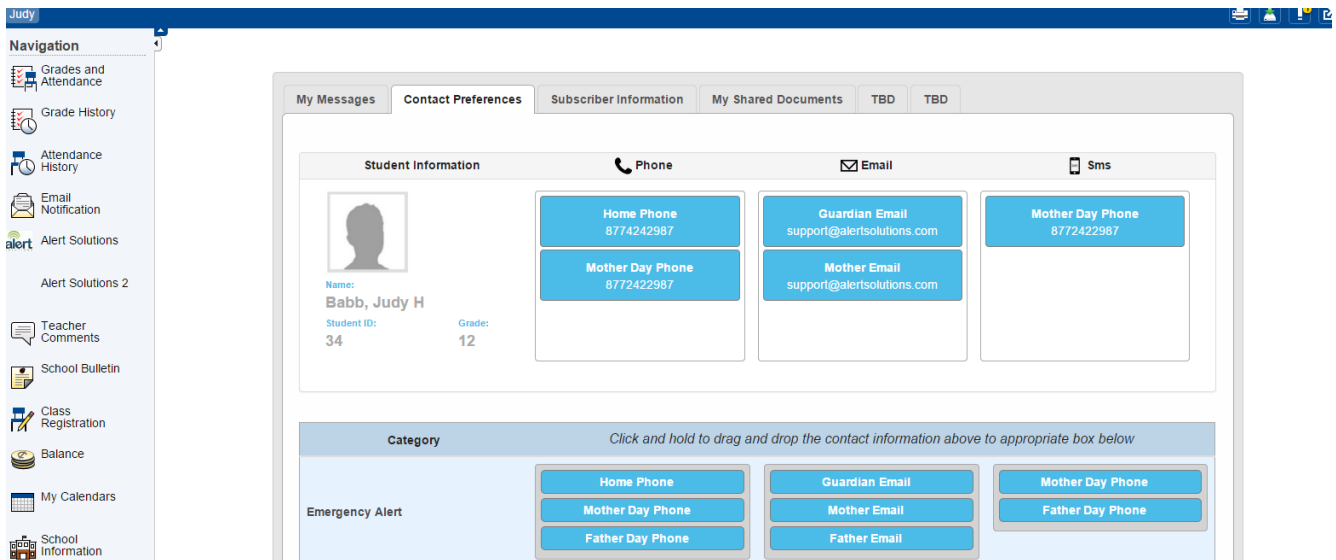 Judy
Navigation
Grades and
Attendance
Grade History
Attendance
History
Email
Notification
alert
Alert Solutions
Alert Solutions 2
Teacher
Comments
School Bulletin
Class
Registration
Balance
My Calendars
School
Information
My Messages
Contact Preferences
Subscriber Information
My Shared Documents
TBD
TBD
Student Information
Phone
Email
Sms
Name:
Babb, Judy H
Student ID:
Grade:
34
12
Home Phone
8774242987
Mother Day Phone
8772422987
Guardian Email
support@alertsolutions.com
Mother Email
support@alertsolutions.com
Mother Day Phone
8772422987
Category
Click and hold to drag and drop the contact information above to appropriate box below
Emergency Alert
Home Phone
Mother Day Phone
Father Day Phone
Guardian Email
Mother Email
Father Email
Mother Day Phone
Father Day Phone